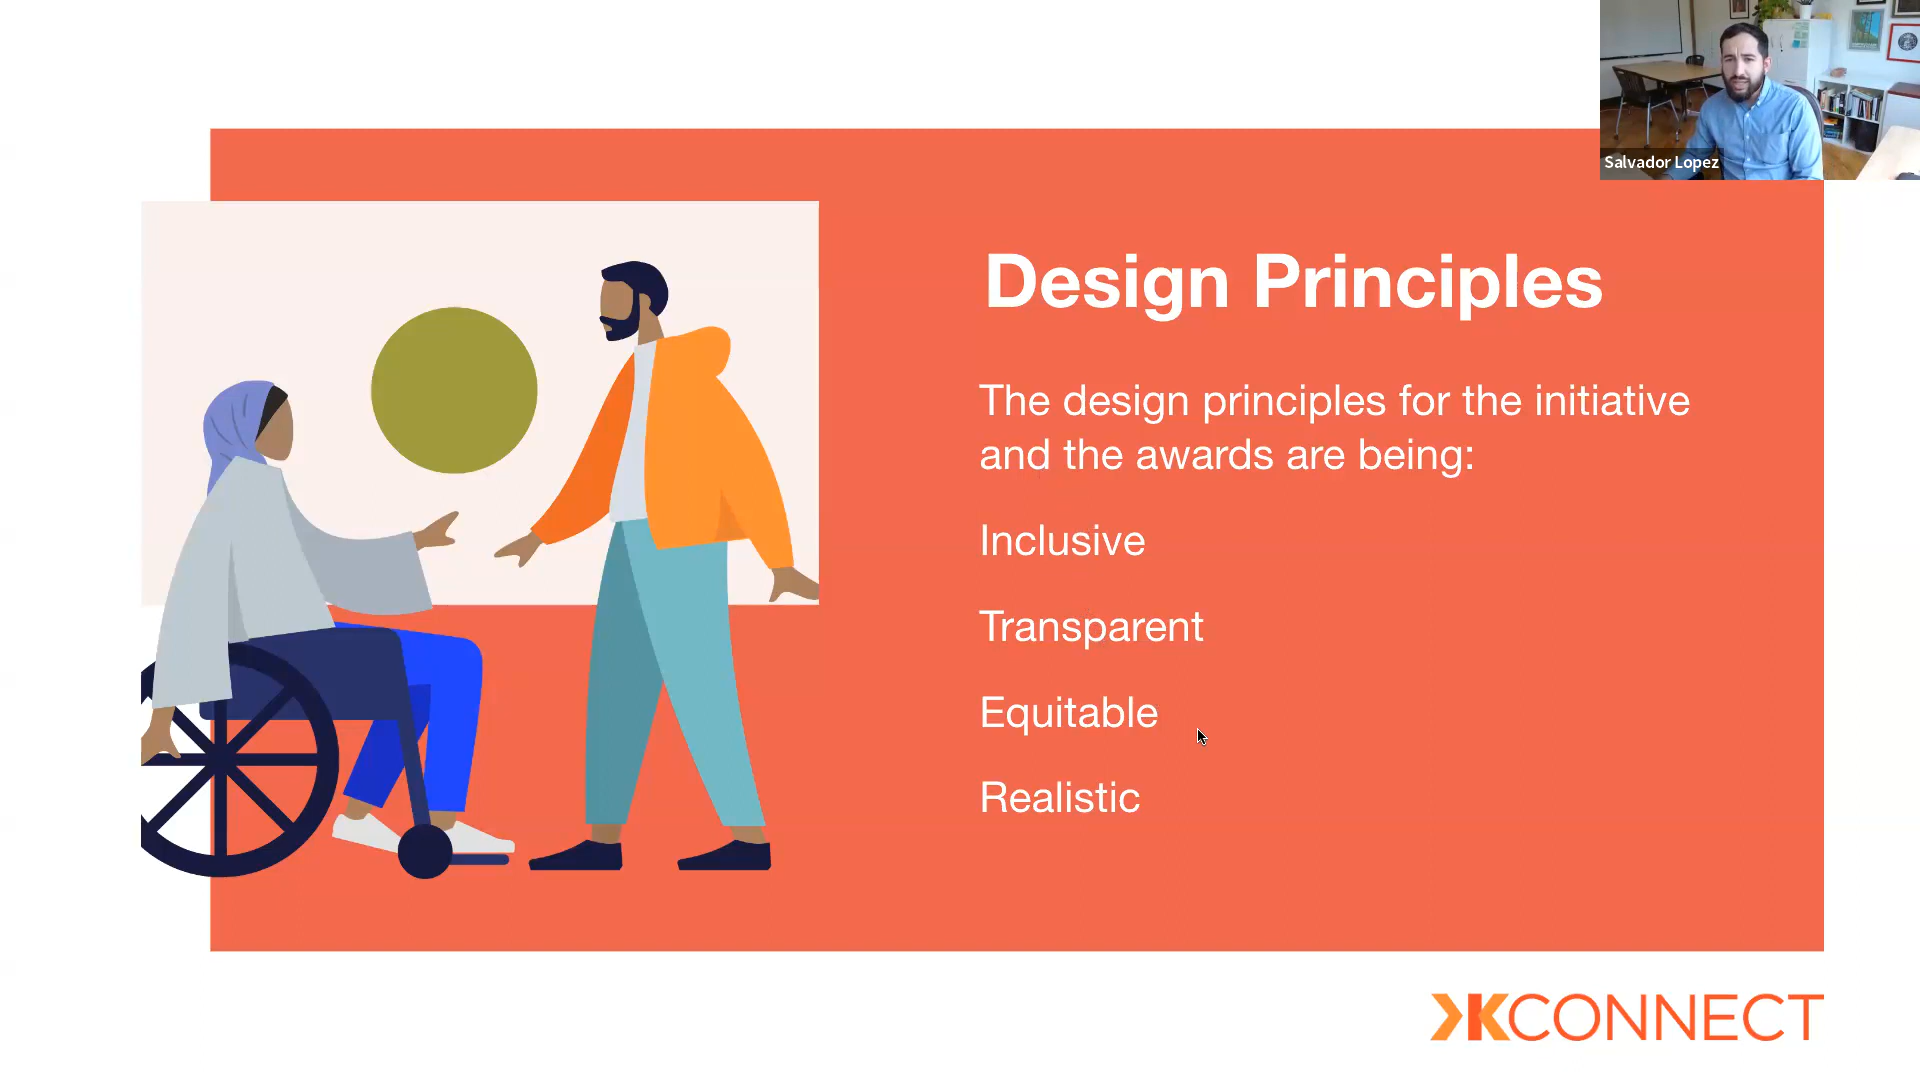 Salvador Lopez
Design Principles
The design principles for the initiative
and the awards are being:
Inclusive
Transparent
Equitable
Realistic
KCONNECT